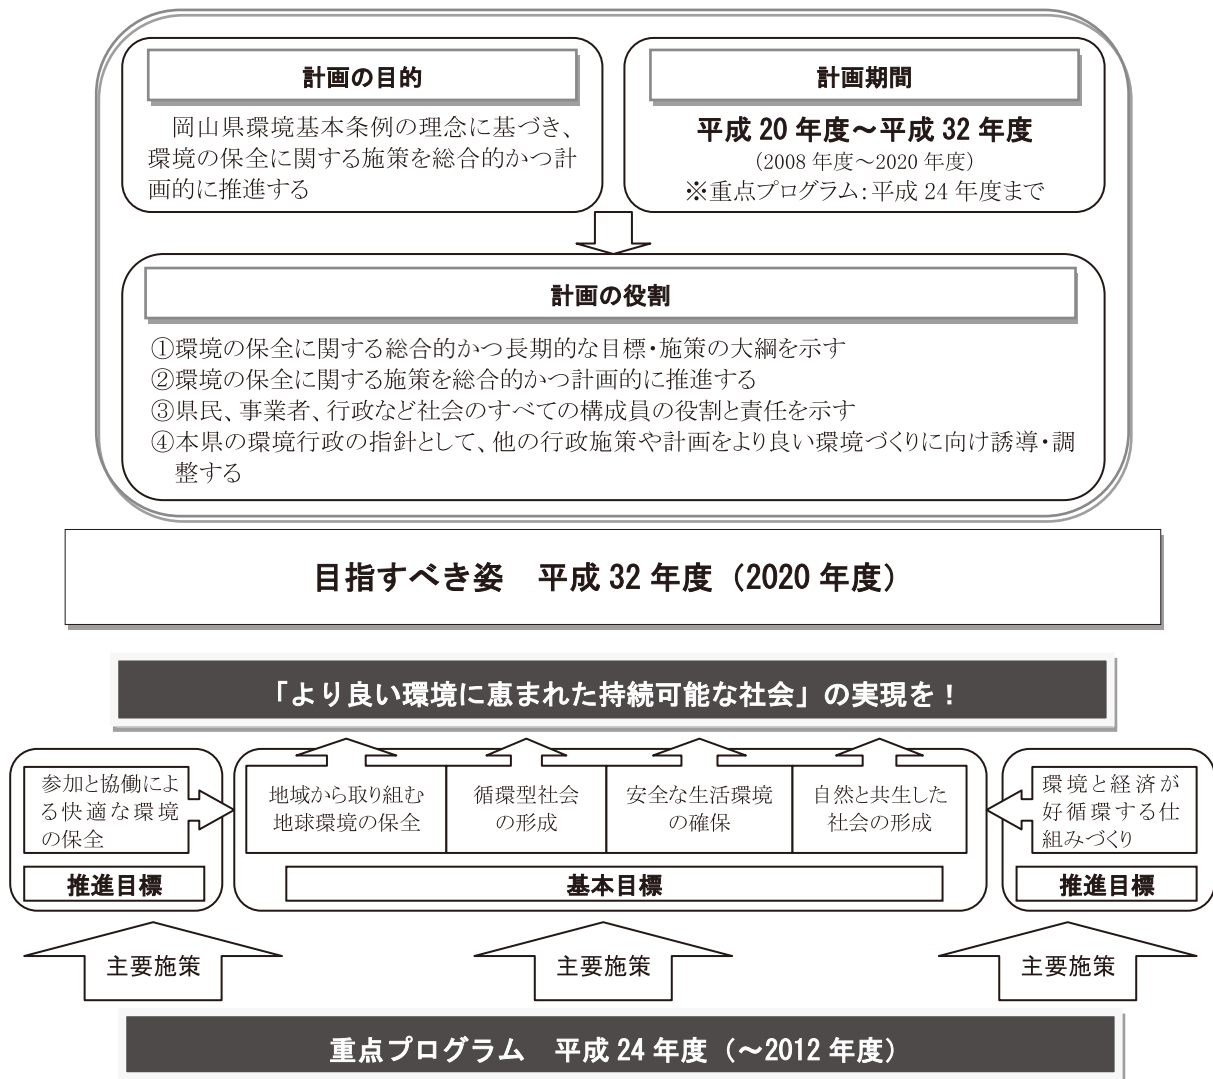 計画の目的
岡山県環境基本条例の理念に基づき、
環境の保全に関する施策を総合的かつ計
画的に推進する
計画期間
平成 20 年度～平成 32 年度
（2008 年度～2020 年度）
※重点プログラム：平成 24 年度まで
計画の役割
①環境の保全に関する総合的かつ長期的な目標・施策の大綱を示す
②環境の保全に関する施策を総合的かつ計画的に推進する
③県民、事業者、行政など社会のすべての構成員の役割と責任を示す
④本県の環境行政の指針として、他の行政施策や計画をより良い環境づくりに向け誘導・調
整する
目指すべき姿　平成 32 年度（2020 年度）
「より良い環境に恵まれた持続可能な社会」の実現を！
参加と協働によ
る快適な環境
の保全
推進目標
地域から取り組む
地球環境の保全
循環型社会
の形成
安全な生活環境
の確保
自然と共生した
社会の形成
基本目標
環境と経済が
好循環する仕
組みづくり
推進目標
主要施策
主要施策
主要施策
重点プログラム　平成 24 年度（～2012 年度）